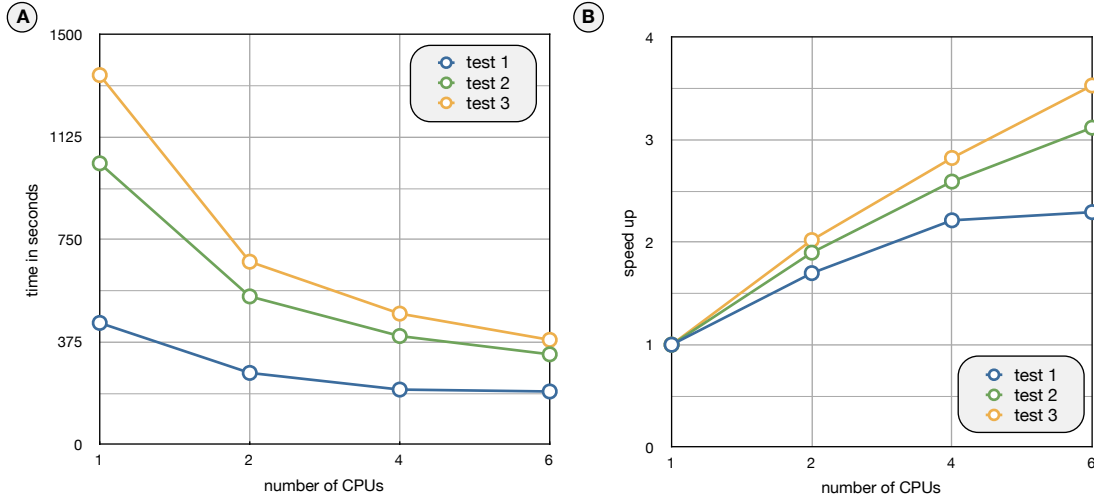 A
1500
1125
750
375
0
time in seconds
1 2 4 6
number of CPUs
test 1
test 2
test 3
B
4
3
2
1
0
speed up
1 2 4 6
number of CPUs
test 1
test 2
test 3